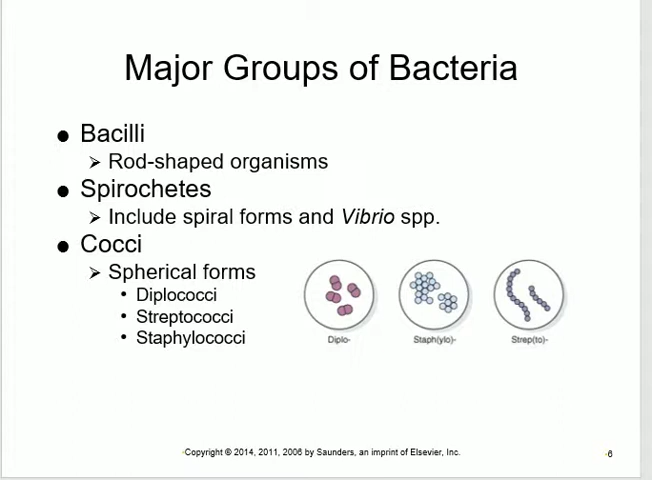 Major Groups of Bacteria
● Bacilli
➢ Rod-shaped organisms
● Spirochetes
➢ Include spiral forms and Vibrio spp.
● Cocci
➢ Spherical forms
• Diplococci
• Streptococci
• Staphylococci
Diplo-
Staph(ylo)-
Strep(to)-
Copyright © 2014, 2011, 2006 by Saunders, an imprint of Elsevier, Inc.
6